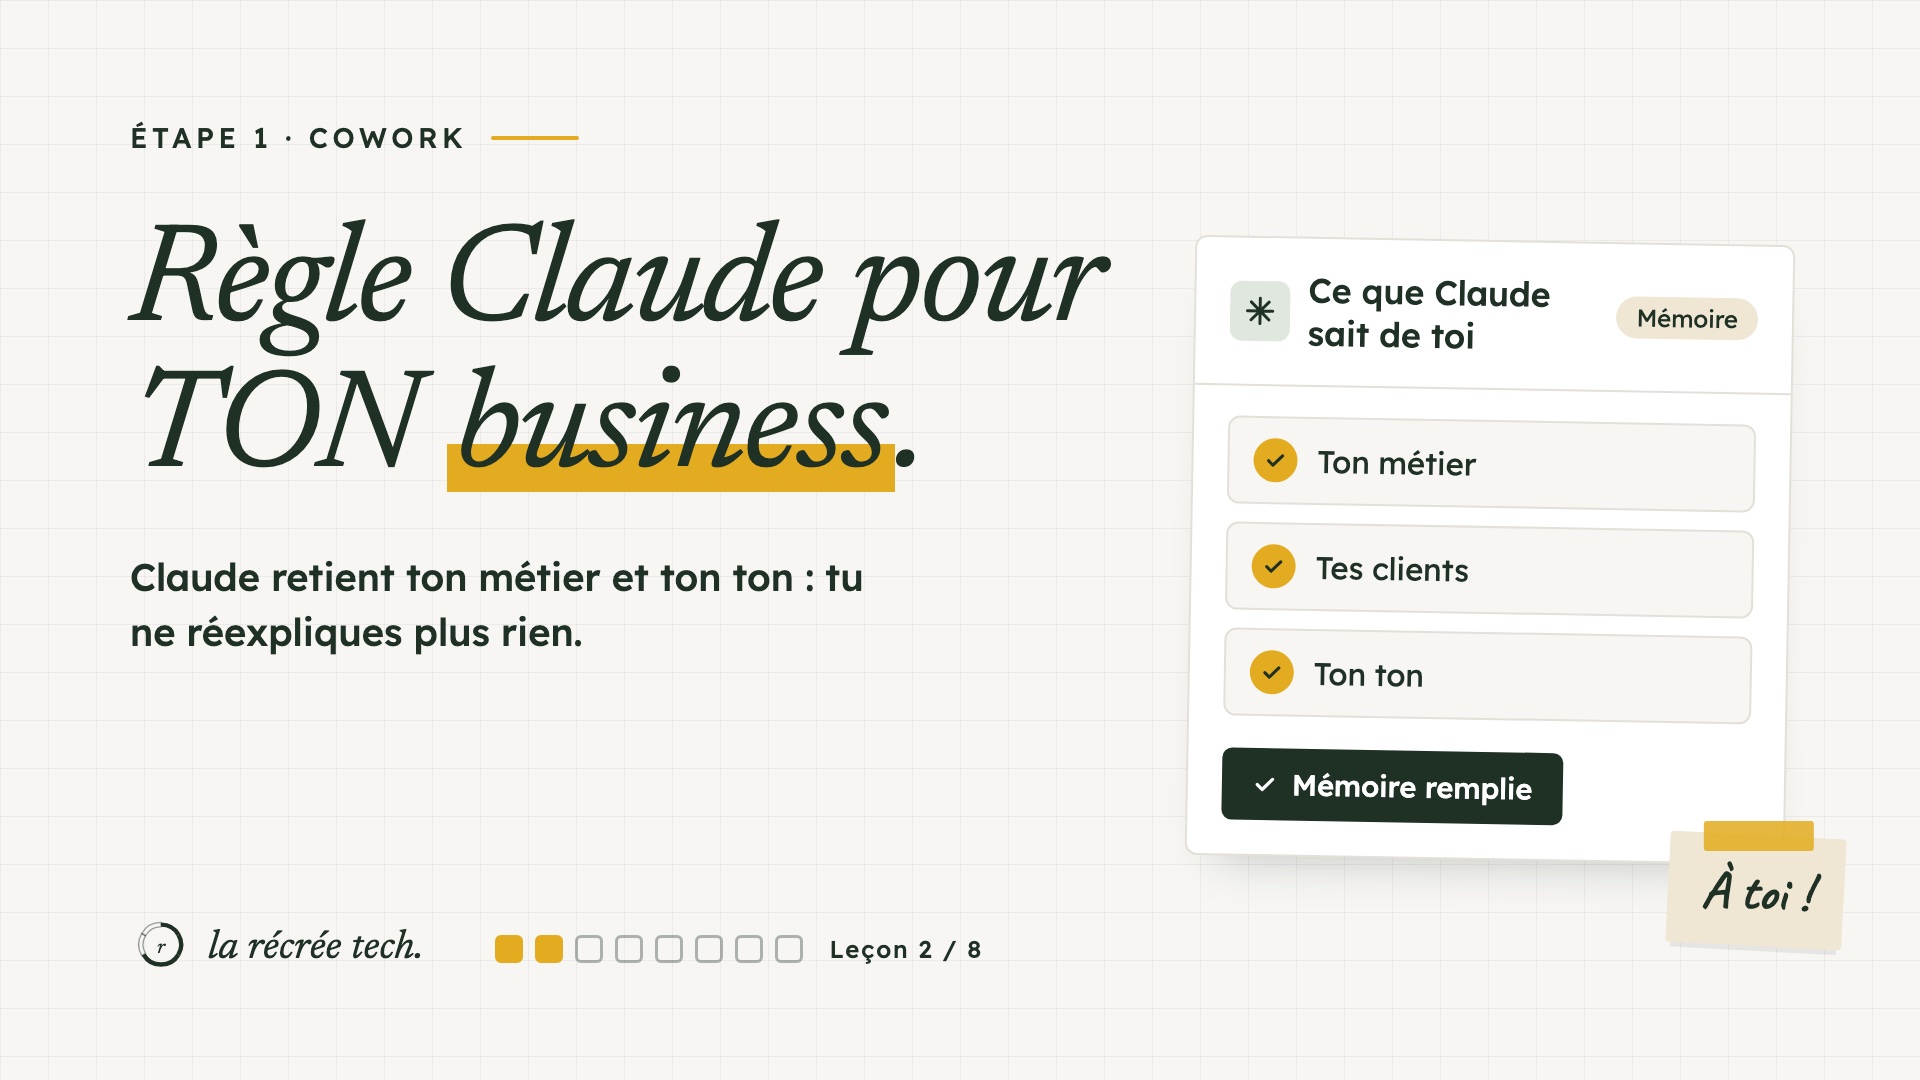 ÉTAPE 1 · COWORK
Règle Claude pour
TON business.
Claude retient ton métier et ton ton : tu
ne réexpliques plus rien.
Ce que Claude
sait de toi
Mémoire
Ton métier
Tes clients
Ton ton
Mémoire remplie
À toi !
r
la récrée tech.
Leçon 2 / 8